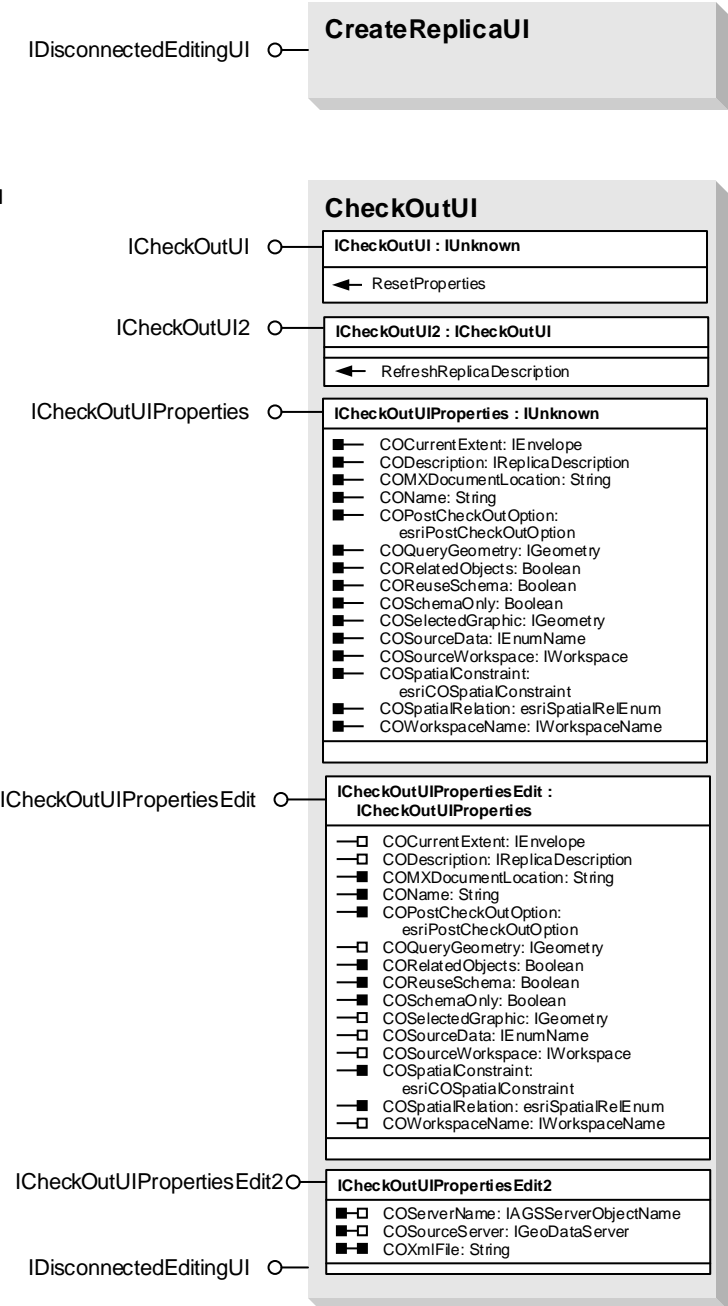 CreateReplicaUI
IDisconnectedEditingUI
CheckOutUI
ICheckOutUI
ICheckOutUI : IUnknown
ResetProperties
ICheckOutUI2
ICheckOutUI2 : ICheckOutUI
RefreshReplicaDescription
ICheckOutUIProperties
ICheckOutUIProperties : IUnknown
COCurrentExtent: IEnvelope
CODescription: IReplicaDescription
COMXDocumentLocation: String
COName: String
COPostCheckOutOption:
esriPostCheckOutOption
COQueryGeometry: IGeometry
CORelatedObjects: Boolean
COReuseSchema: Boolean
COSchemaOnly: Boolean
COSelectedGraphic: IGeometry
COSourceData: IEnumName
COSourceWorkspace: IWorkspace
COSpatialConstraint:
esriCOSpatialConstraint
COSpatialRelation: esriSpatialRelEnum
COWorkspaceName: IWorkspaceName
ICheckOutUIPropertiesEdit
ICheckOutUIPropertiesEdit :
ICheckOutUIProperties
COCurrentExtent: IEnvelope
CODescription: IReplicaDescription
COMXDocumentLocation: String
COName: String
COPostCheckOutOption:
esriPostCheckOutOption
COQueryGeometry: IGeometry
CORelatedObjects: Boolean
COReuseSchema: Boolean
COSchemaOnly: Boolean
COSelectedGraphic: IGeometry
COSourceData: IEnumName
COSourceWorkspace: IWorkspace
COSpatialConstraint:
esriCOSpatialConstraint
COSpatialRelation: esriSpatialRelEnum
COWorkspaceName: IWorkspaceName
ICheckOutUIPropertiesEdit2
ICheckOutUIPropertiesEdit2
COServerName: IAGSServerObjectName
COSourceServer: IGeoDataServer
COXmlFile: String
IDisconnectedEditingUI